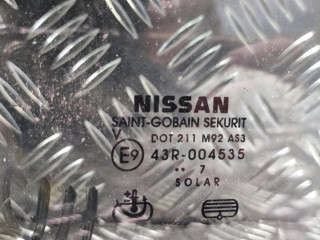 NISSAN
SAINT-GOBAIN SEKURIT
V DOT 211 M92 AS3
E9 43R-004535
•• 7
SOLAR